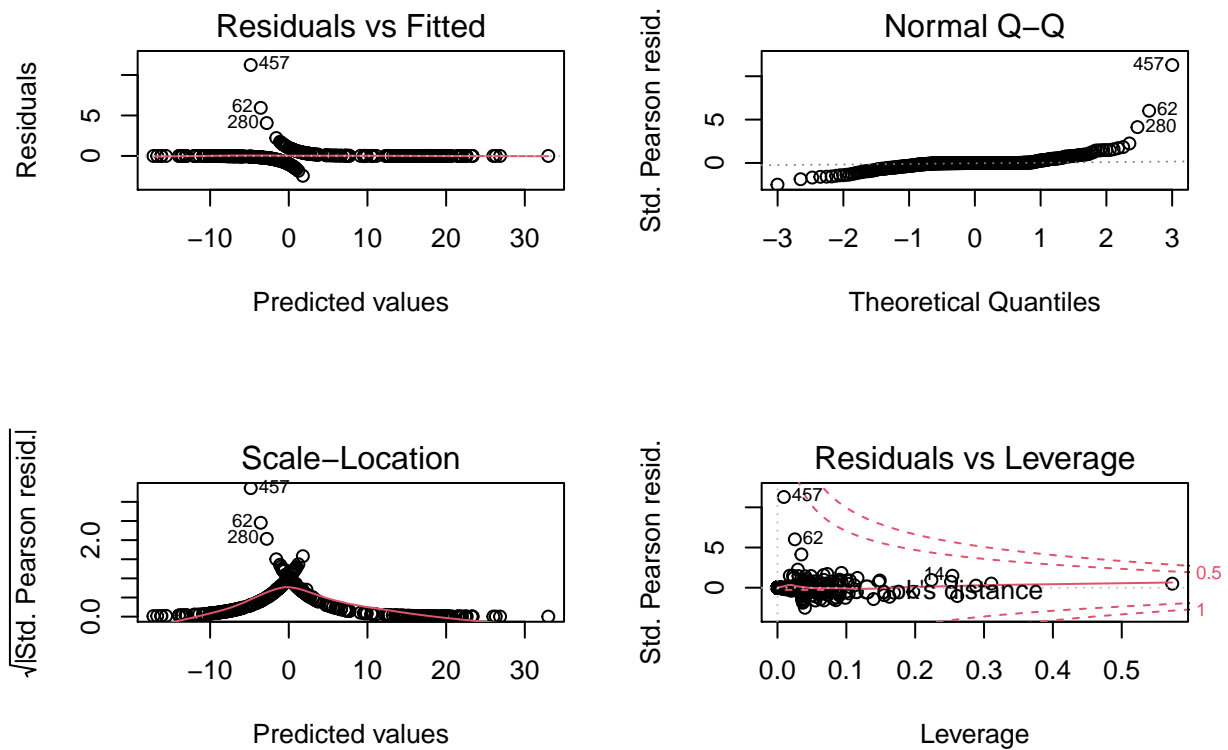 Residuals vs Fitted
Residuals
457
62
280
0 5
−10 0 10 20 30
Predicted values
Normal Q−Q
Std. Pearson resid.
457
62
280
0 5
−3 −2 −1 0 1 2 3
Theoretical Quantiles
Scale−Location
√|Std. Pearson resid.|
457
62
280
0.0 2.0
−10 0 10 20 30
Predicted values
Residuals vs Leverage
Std. Pearson resid.
457
62
14
distance
0.5
1
0 5
0.0 0.1 0.2 0.3 0.4 0.5
Leverage